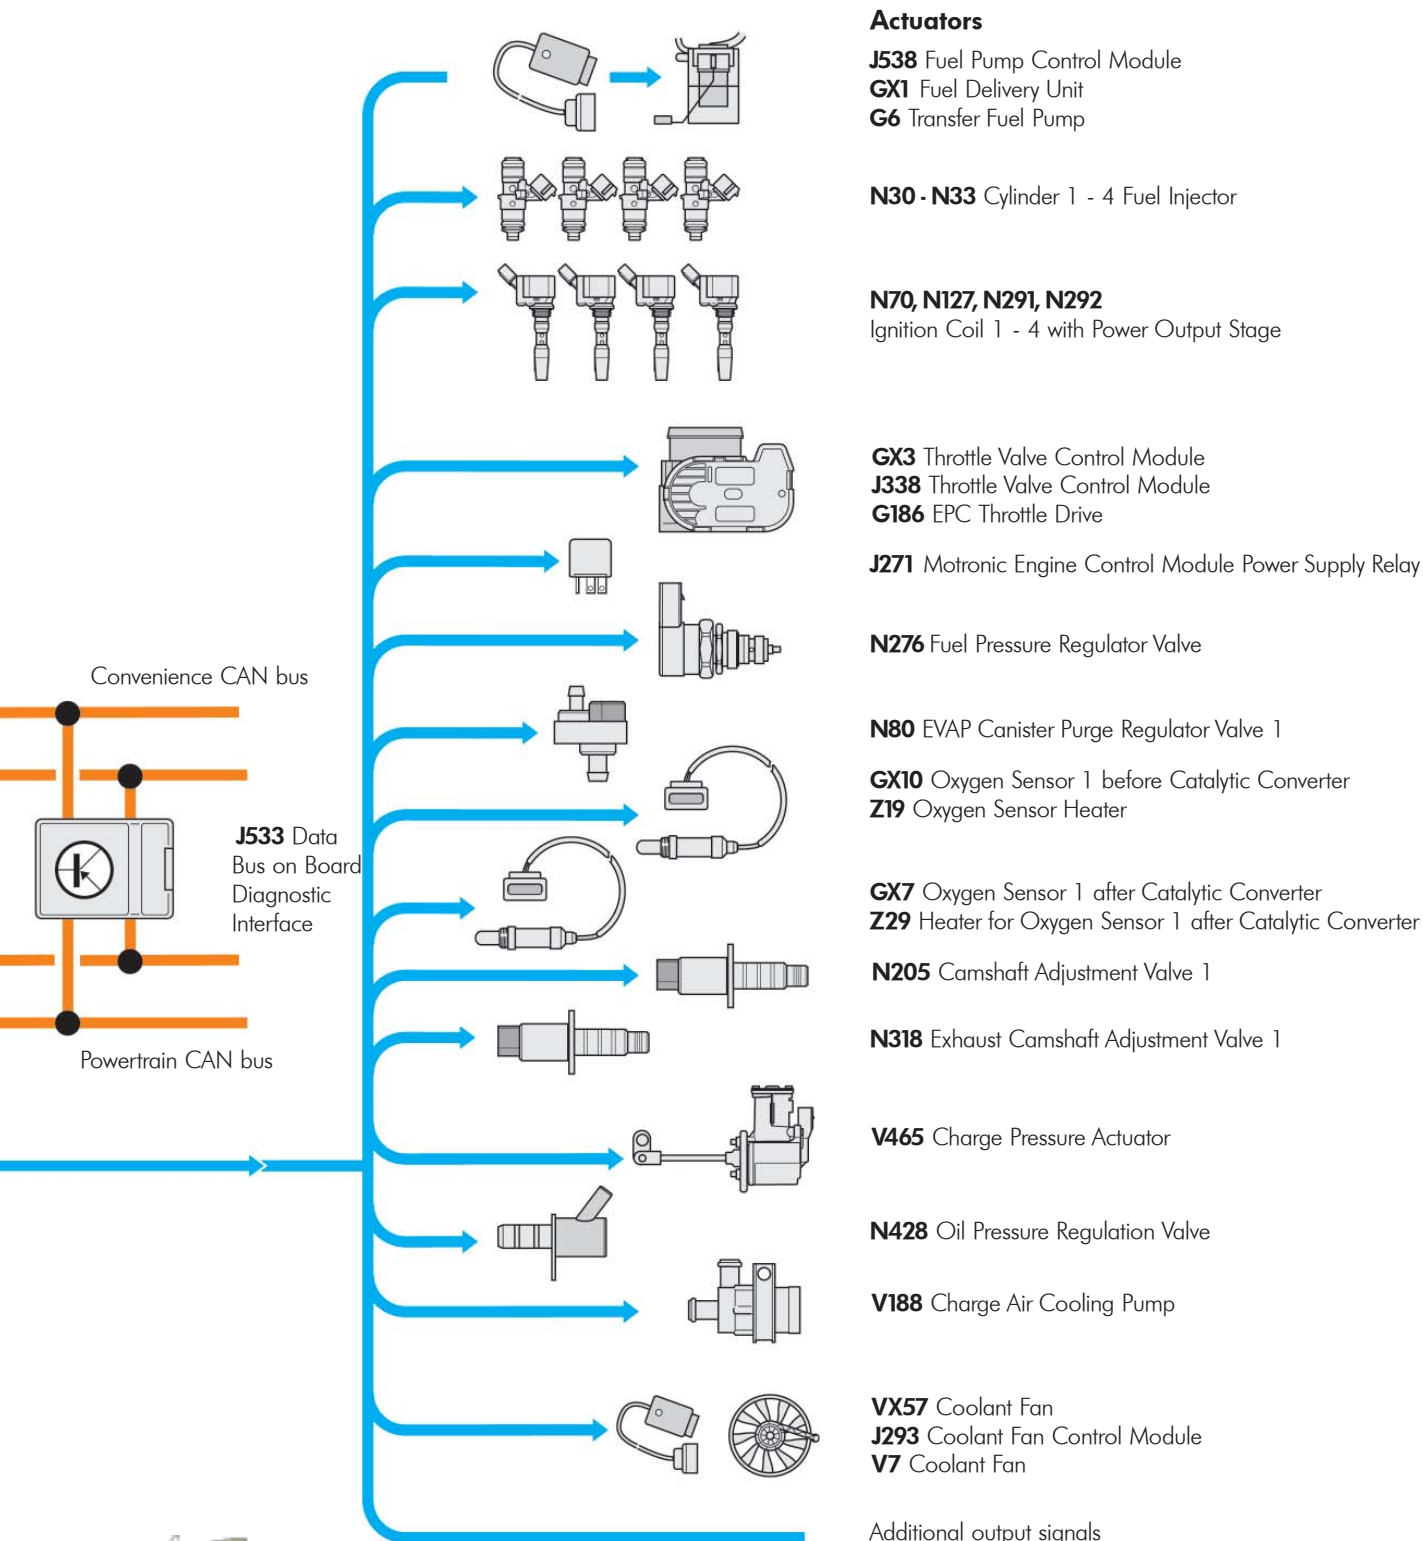 Actuators
J538 Fuel Pump Control Module
GX1 Fuel Delivery Unit
G6 Transfer Fuel Pump
N30 - N33 Cylinder 1 - 4 Fuel Injector
N70, N127, N291, N292
Ignition Coil 1 - 4 with Power Output Stage
GX3 Throttle Valve Control Module
J338 Throttle Valve Control Module
G186 EPC Throttle Drive
J271 Motronic Engine Control Module Power Supply Relay
N276 Fuel Pressure Regulator Valve
Convenience CAN bus
N80 EVAP Canister Purge Regulator Valve 1
GX10 Oxygen Sensor 1 before Catalytic Converter
Z19 Oxygen Sensor Heater
J533 Data
Bus on Board
Diagnostic
Interface
GX7 Oxygen Sensor 1 after Catalytic Converter
Z29 Heater for Oxygen Sensor 1 after Catalytic Converter
N205 Camshaft Adjustment Valve 1
N318 Exhaust Camshaft Adjustment Valve 1
Powertrain CAN bus
V465 Charge Pressure Actuator
N428 Oil Pressure Regulation Valve
V188 Charge Air Cooling Pump
VX57 Coolant Fan
J293 Coolant Fan Control Module
V7 Coolant Fan
Additional output signals